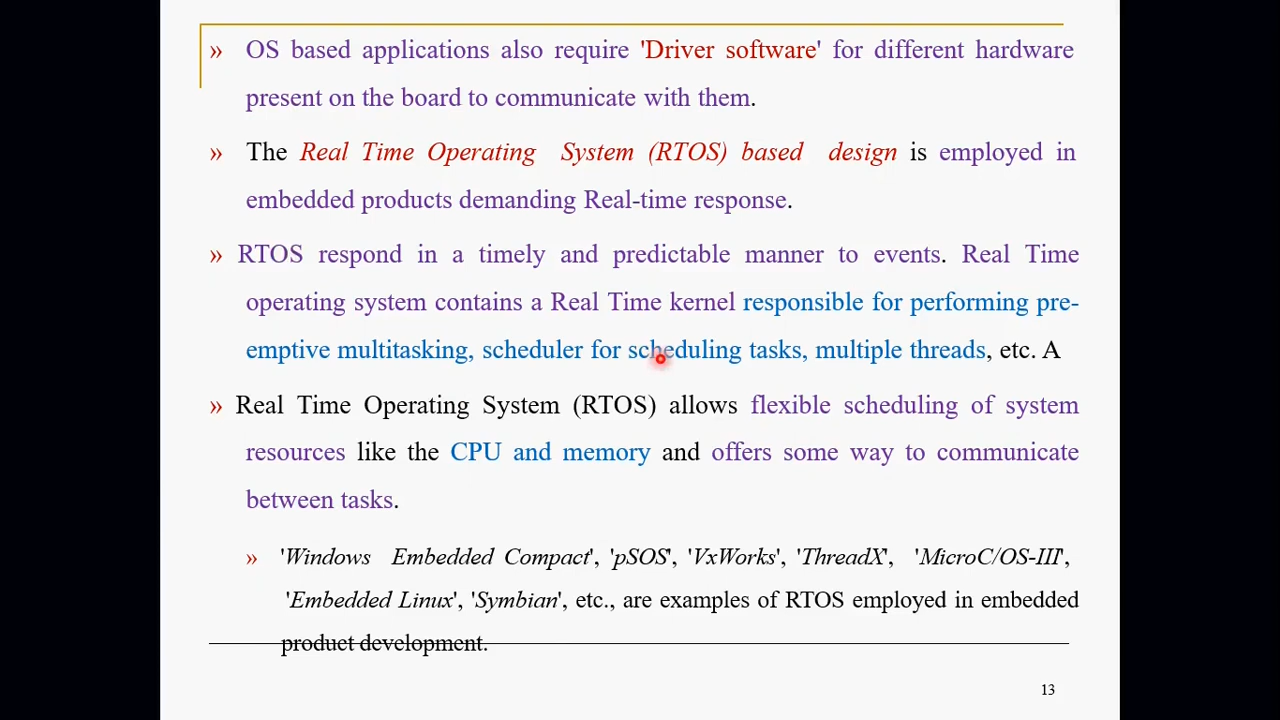 » OS based applications also require 'Driver software' for different hardware
present on the board to communicate with them.
» The Real Time Operating System (RTOS) based design is employed in
embedded products demanding Real-time response.
» RTOS respond in a timely and predictable manner to events. Real Time
operating system contains a Real Time kernel responsible for performing pre-
emptive multitasking, scheduler for scheduling tasks, multiple threads, etc. A
» Real Time Operating System (RTOS) allows flexible scheduling of system
resources like the CPU and memory and offers some way to communicate
between tasks.
» 'Windows Embedded Compact', 'pSOS', 'VxWorks', 'ThreadX', 'MicroC/OS-III',
'Embedded Linux', 'Symbian', etc., are examples of RTOS employed in embedded
product development.
13